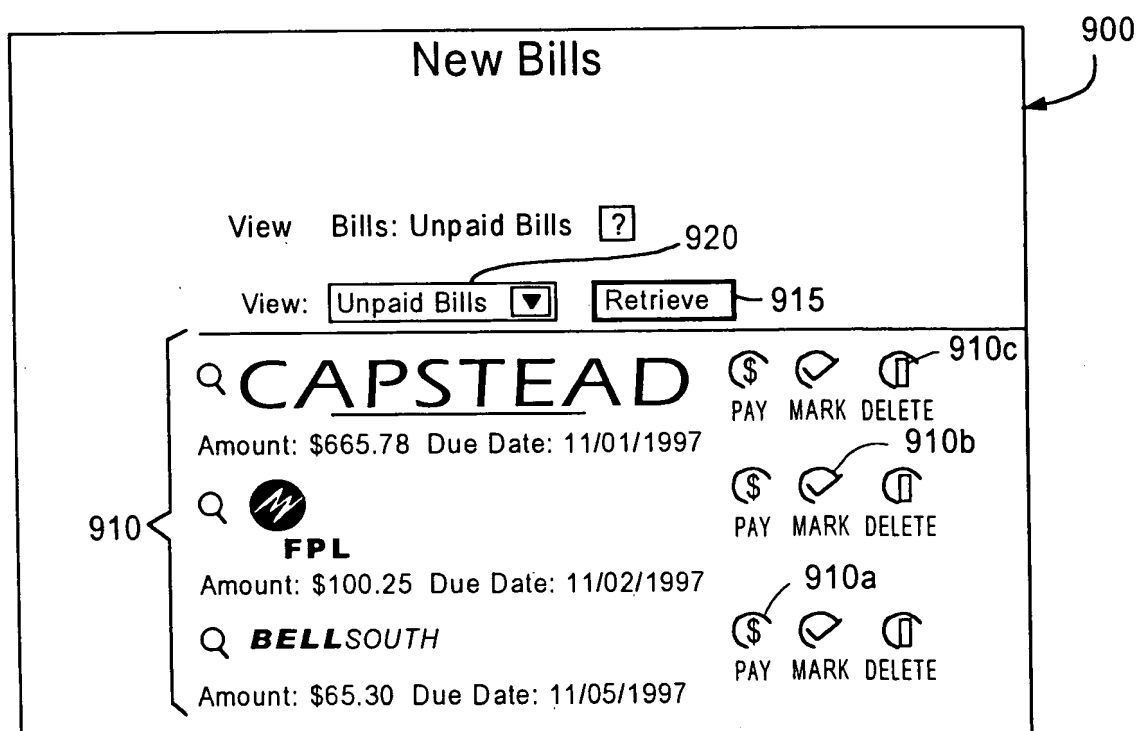 900
New Bills
View Bills: Unpaid Bills ?
920
View: Unpaid Bills Retrieve 915
CAPSTEAD $ 910c
PAY MARK DELETE
Amount: $665.78 Due Date: 11/01/1997
910b
$
910
FPL PAY MARK DELETE
Amount: $100.25 Due Date: 11/02/1997
910a
BELLSOUTH $
PAY MARK DELETE
Amount: $65.30 Due Date: 11/05/1997